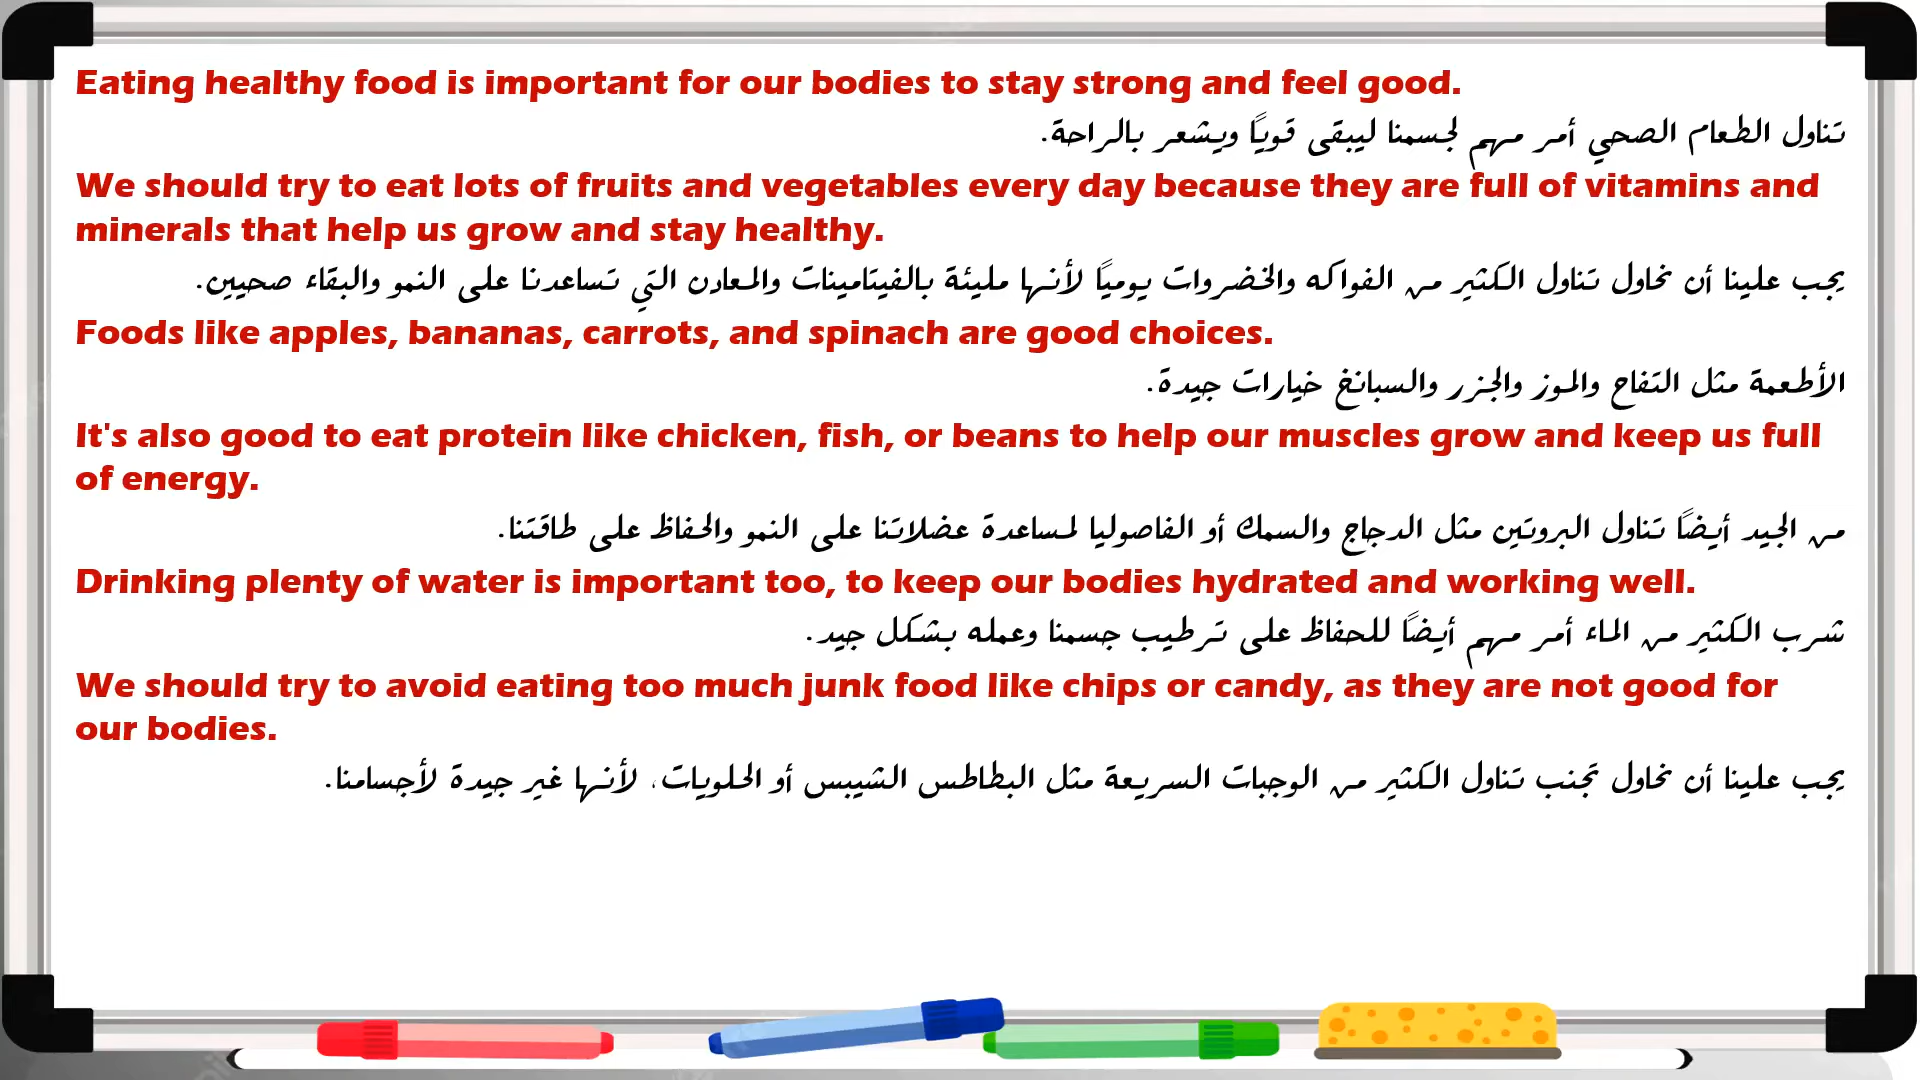 Eating healthy food is important for our bodies to stay strong and feel good.
تناول الطعام الصحي أمر مهم لجسمنا ليبقى قويًا ويشعر بالراحة.
We should try to eat lots of fruits and vegetables every day because they are full of vitamins and
minerals that help us grow and stay healthy.
يجب علينا أن نحاول تناول الكثير من الفواكه والخضروات يوميًا لأنها مليئة بالفيتامينات والمعادن التي تساعدنا على النمو والبقاء صحيين.
Foods like apples, bananas, carrots, and spinach are good choices.
الأطعمة مثل التفاح والموز والجزر والسبانخ خيارات جيدة.
It's also good to eat protein like chicken, fish, or beans to help our muscles grow and keep us full
of energy.
من الجيد أيضًا تناول البروتين مثل الدجاج والسمك أو الفاصوليا لمساعدة عضلاتنا على النمو والحفاظ على طاقتنا.
Drinking plenty of water is important too, to keep our bodies hydrated and working well.
شرب الكثير من الماء أمر مهم أيضًا للحفاظ على ترطيب جسمنا وعمله بشكل جيد.
We should try to avoid eating too much junk food like chips or candy, as they are not good for
our bodies.
يجب علينا أن نحاول تجنب تناول الكثير من الوجبات السريعة مثل البطاطس الشيبس أو الحلويات، لأنها غير جيدة لأجسامنا.